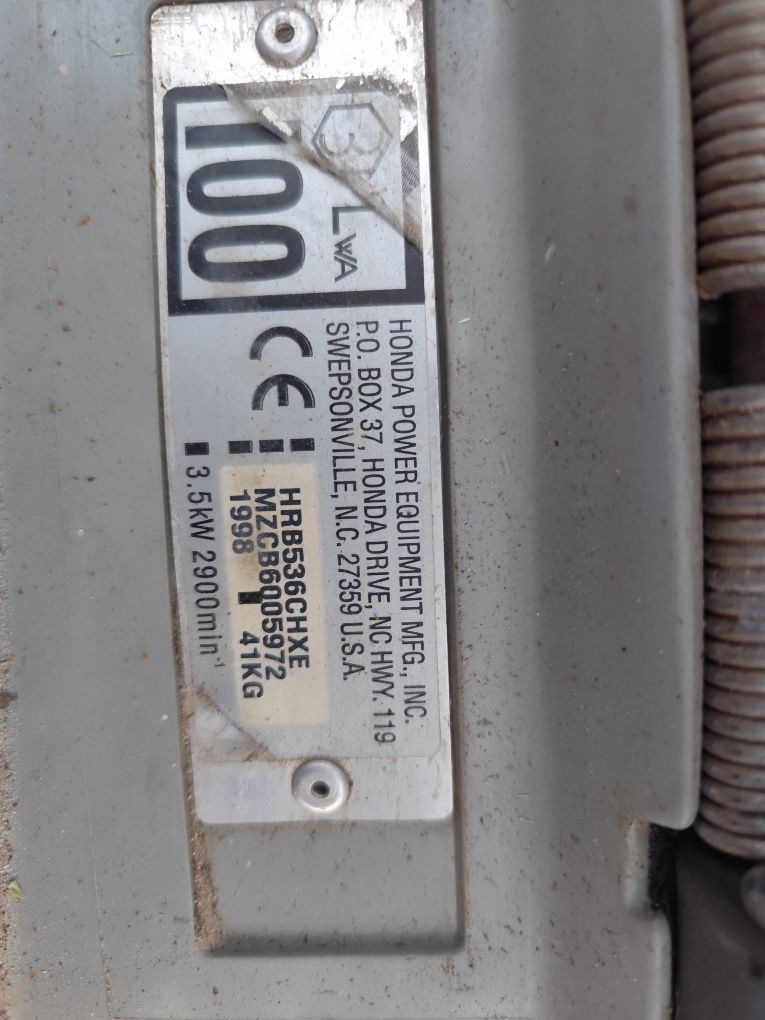 3
LWA
100
HONDA POWER EQUIPMENT MFG., INC.
P.O. BOX 37, HONDA DRIVE, NC HWY. 119
SWEPSONVILLE, N.C. 27359 U.S.A.
CE
HRB536CHXE
MZCB6005972
1998 41KG
3.5kW 2900min-1